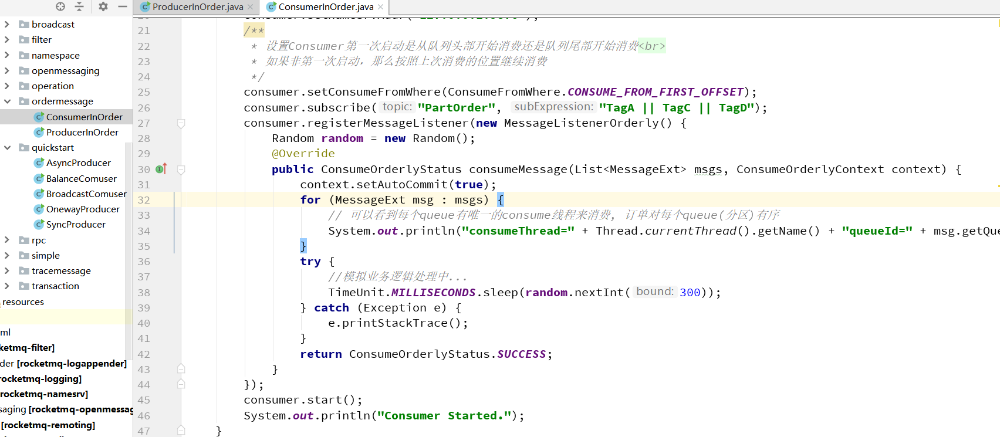 ProducerInOrder.java
ConsumerInOrder.java
broadcast
filter
namespace
openmessaging
operation
ordermessage
ConsumerInOrder
ProducerInOrder
quickstart
AsyncProducer
BalanceComuser
BroadcastComuser
OnewayProducer
SyncProducer
rpc
simple
tracemessage
transaction
resources
ml
ketmq-filter]
der [rocketmq-logappender]
rocketmq-logging]
rocketmq-namesrv]
saging [rocketmq-openmessag
[rocketmq-remoting]
21 /**
22 * 设置Consumer第一次启动是从队列头部开始消费还是队列尾部开始消费<br>
23 * 如果非第一次启动，那么按照上次消费的位置继续消费
24 */
25 consumer.setConsumeFromWhere(ConsumeFromWhere.CONSUME_FROM_FIRST_OFFSET);
26 consumer.subscribe( topic: "PartOrder", subExpression: "TagA || TagC || TagD");
27 consumer.registerMessageListener(new MessageListenerOrderly() {
28 Random random = new Random();
29 @Override
30 public ConsumeOrderlyStatus consumeMessage(List<MessageExt> msgs, ConsumeOrderlyContext context) {
31 context.setAutoCommit(true);
32 for (MessageExt msg : msgs) {
33 // 可以看到每个queue有唯一的consume线程来消费, 订单对每个queue(分区)有序
34 System.out.println("consumeThread=" + Thread.currentThread().getName() + "queueId=" + msg.getQue
35 }
36 try {
37 //模拟业务逻辑处理中...
38 TimeUnit.MILLISECONDS.sleep(random.nextInt( bound: 300));
39 } catch (Exception e) {
40 e.printStackTrace();
41 }
42 return ConsumeOrderlyStatus.SUCCESS;
43 }
44 });
45 consumer.start();
46 System.out.println("Consumer Started.");
47 }